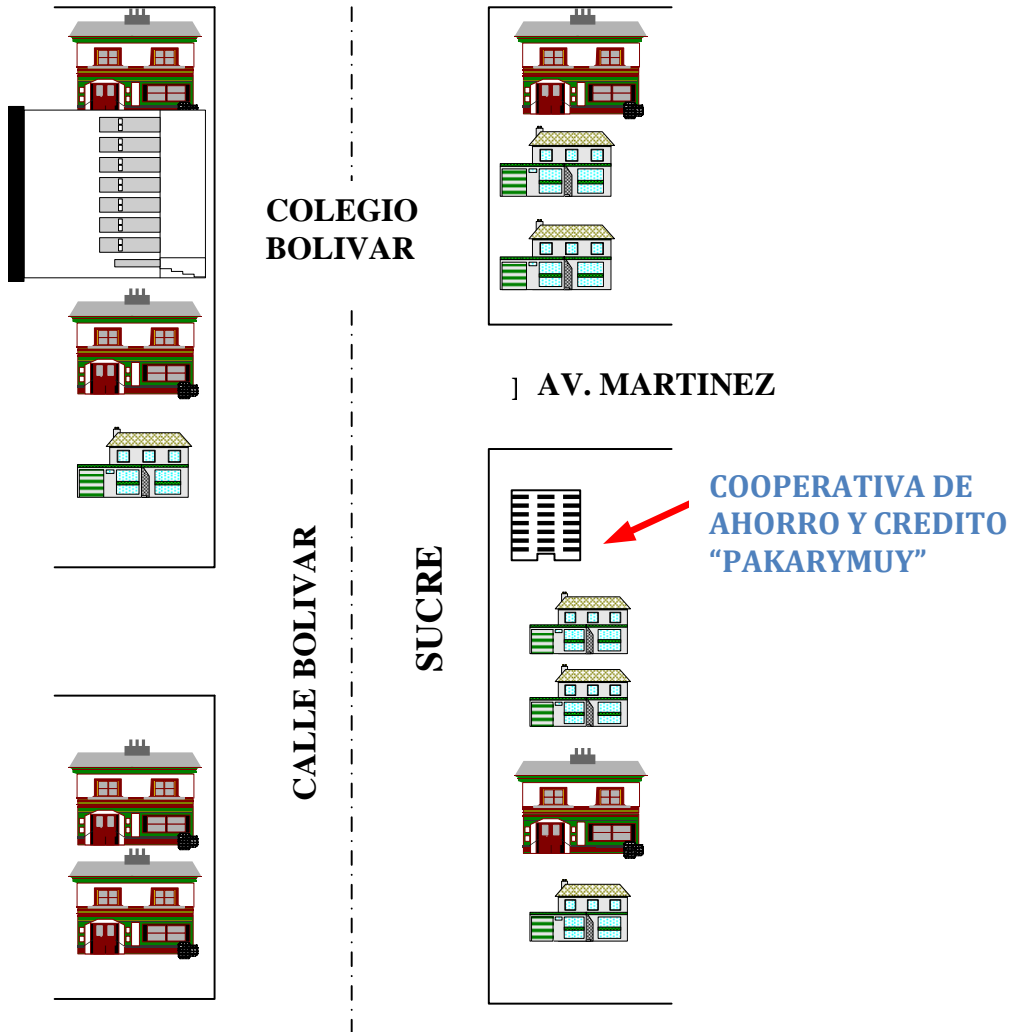 COLEGIO
BOLIVAR
] AV. MARTINEZ
COOPERATIVA DE
AHORRO Y CREDITO
“PAKARYMUY”
CALLE BOLIVAR
SUCRE